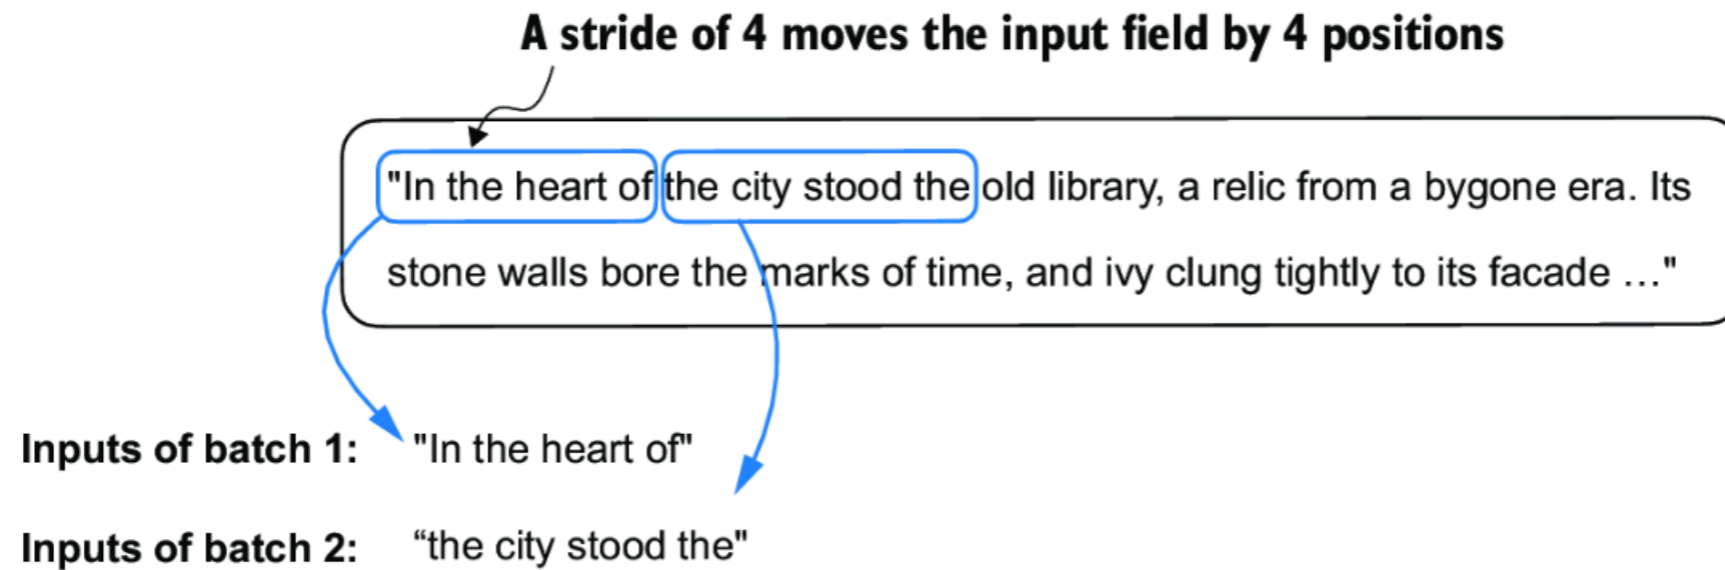 A stride of 4 moves the input field by 4 positions
"In the heart of the city stood the old library, a relic from a bygone era. Its
stone walls bore the marks of time, and ivy clung tightly to its facade …"
Inputs of batch 1: "In the heart of"
Inputs of batch 2: “the city stood the"